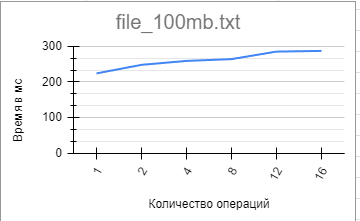 file_100mb.txt
300
200
100
0
Время в мс
1 2 4 8 12 16
Количество операций